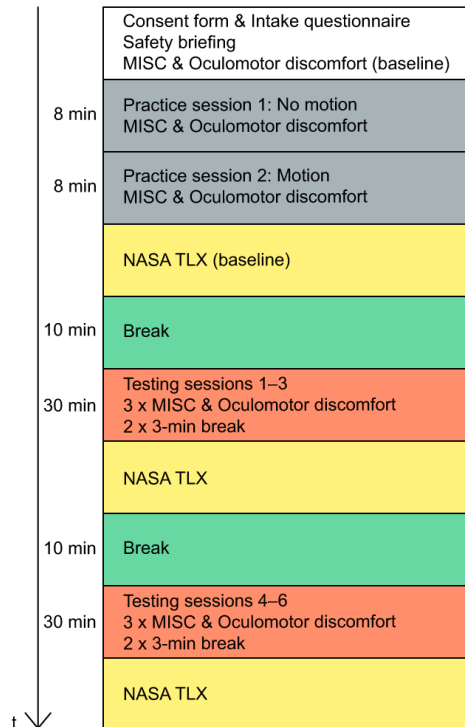 Consent form & Intake questionnaire
Safety briefing
MISC & Oculomotor discomfort (baseline)
8 min
Practice session 1: No motion
MISC & Oculomotor discomfort
8 min
Practice session 2: Motion
MISC & Oculomotor discomfort
NASA TLX (baseline)
10 min
Break
30 min
Testing sessions 1–3
3 x MISC & Oculomotor discomfort
2 x 3-min break
NASA TLX
10 min
Break
30 min
Testing sessions 4–6
3 x MISC & Oculomotor discomfort
2 x 3-min break
NASA TLX
t